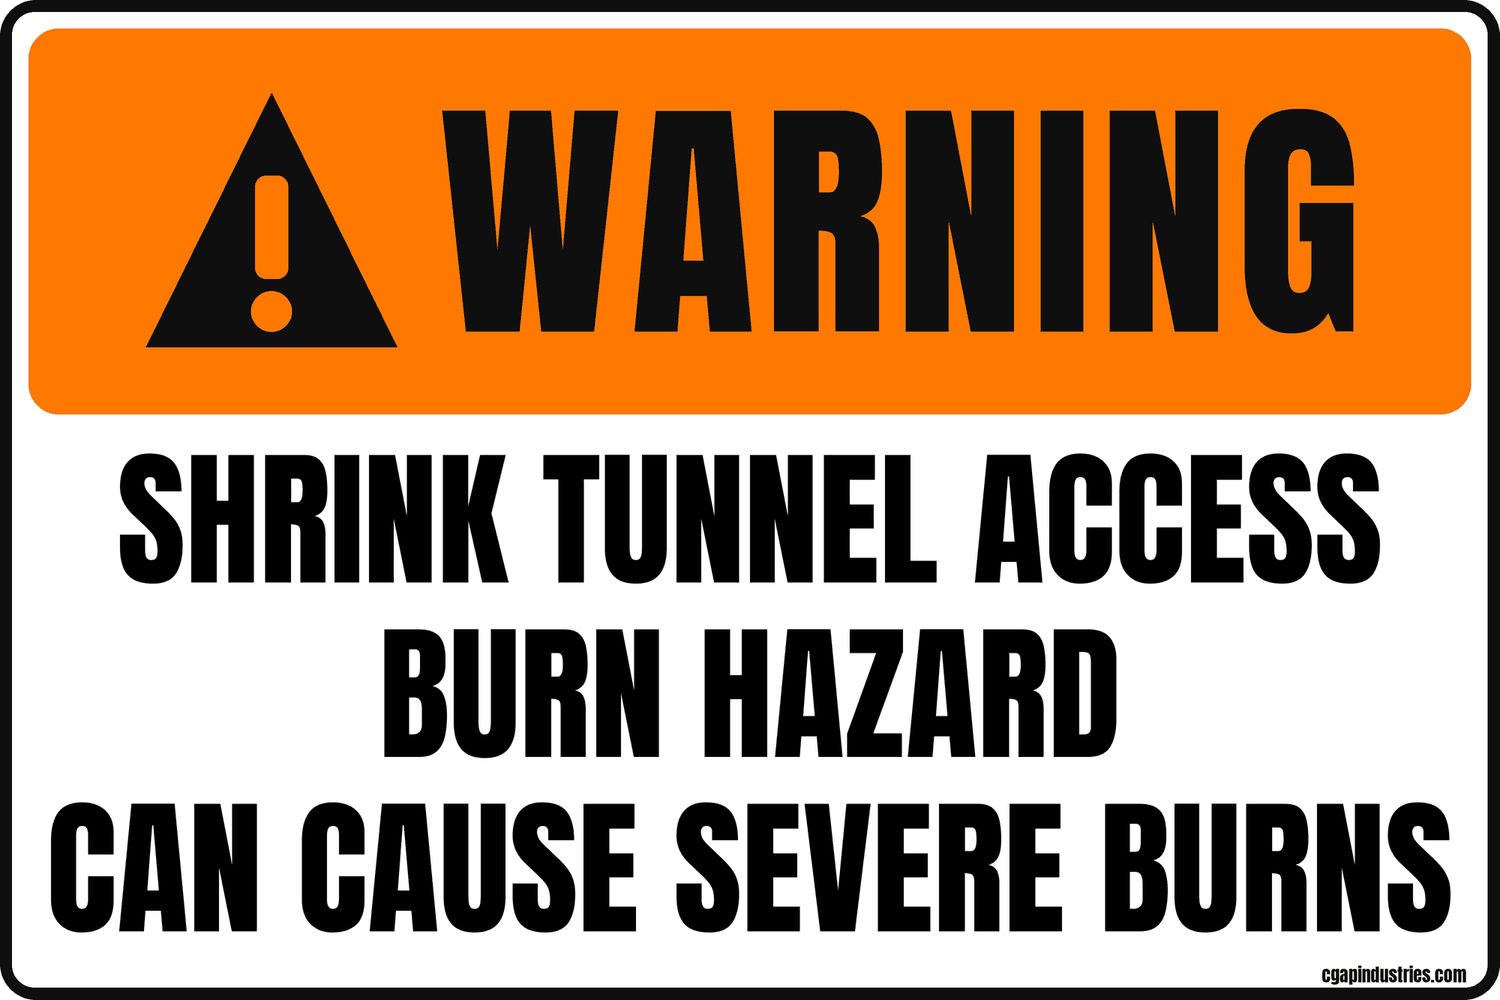 WARNING
SHRINK TUNNEL ACCESS
BURN HAZARD
CAN CAUSE SEVERE BURNS
cgapindustries.com